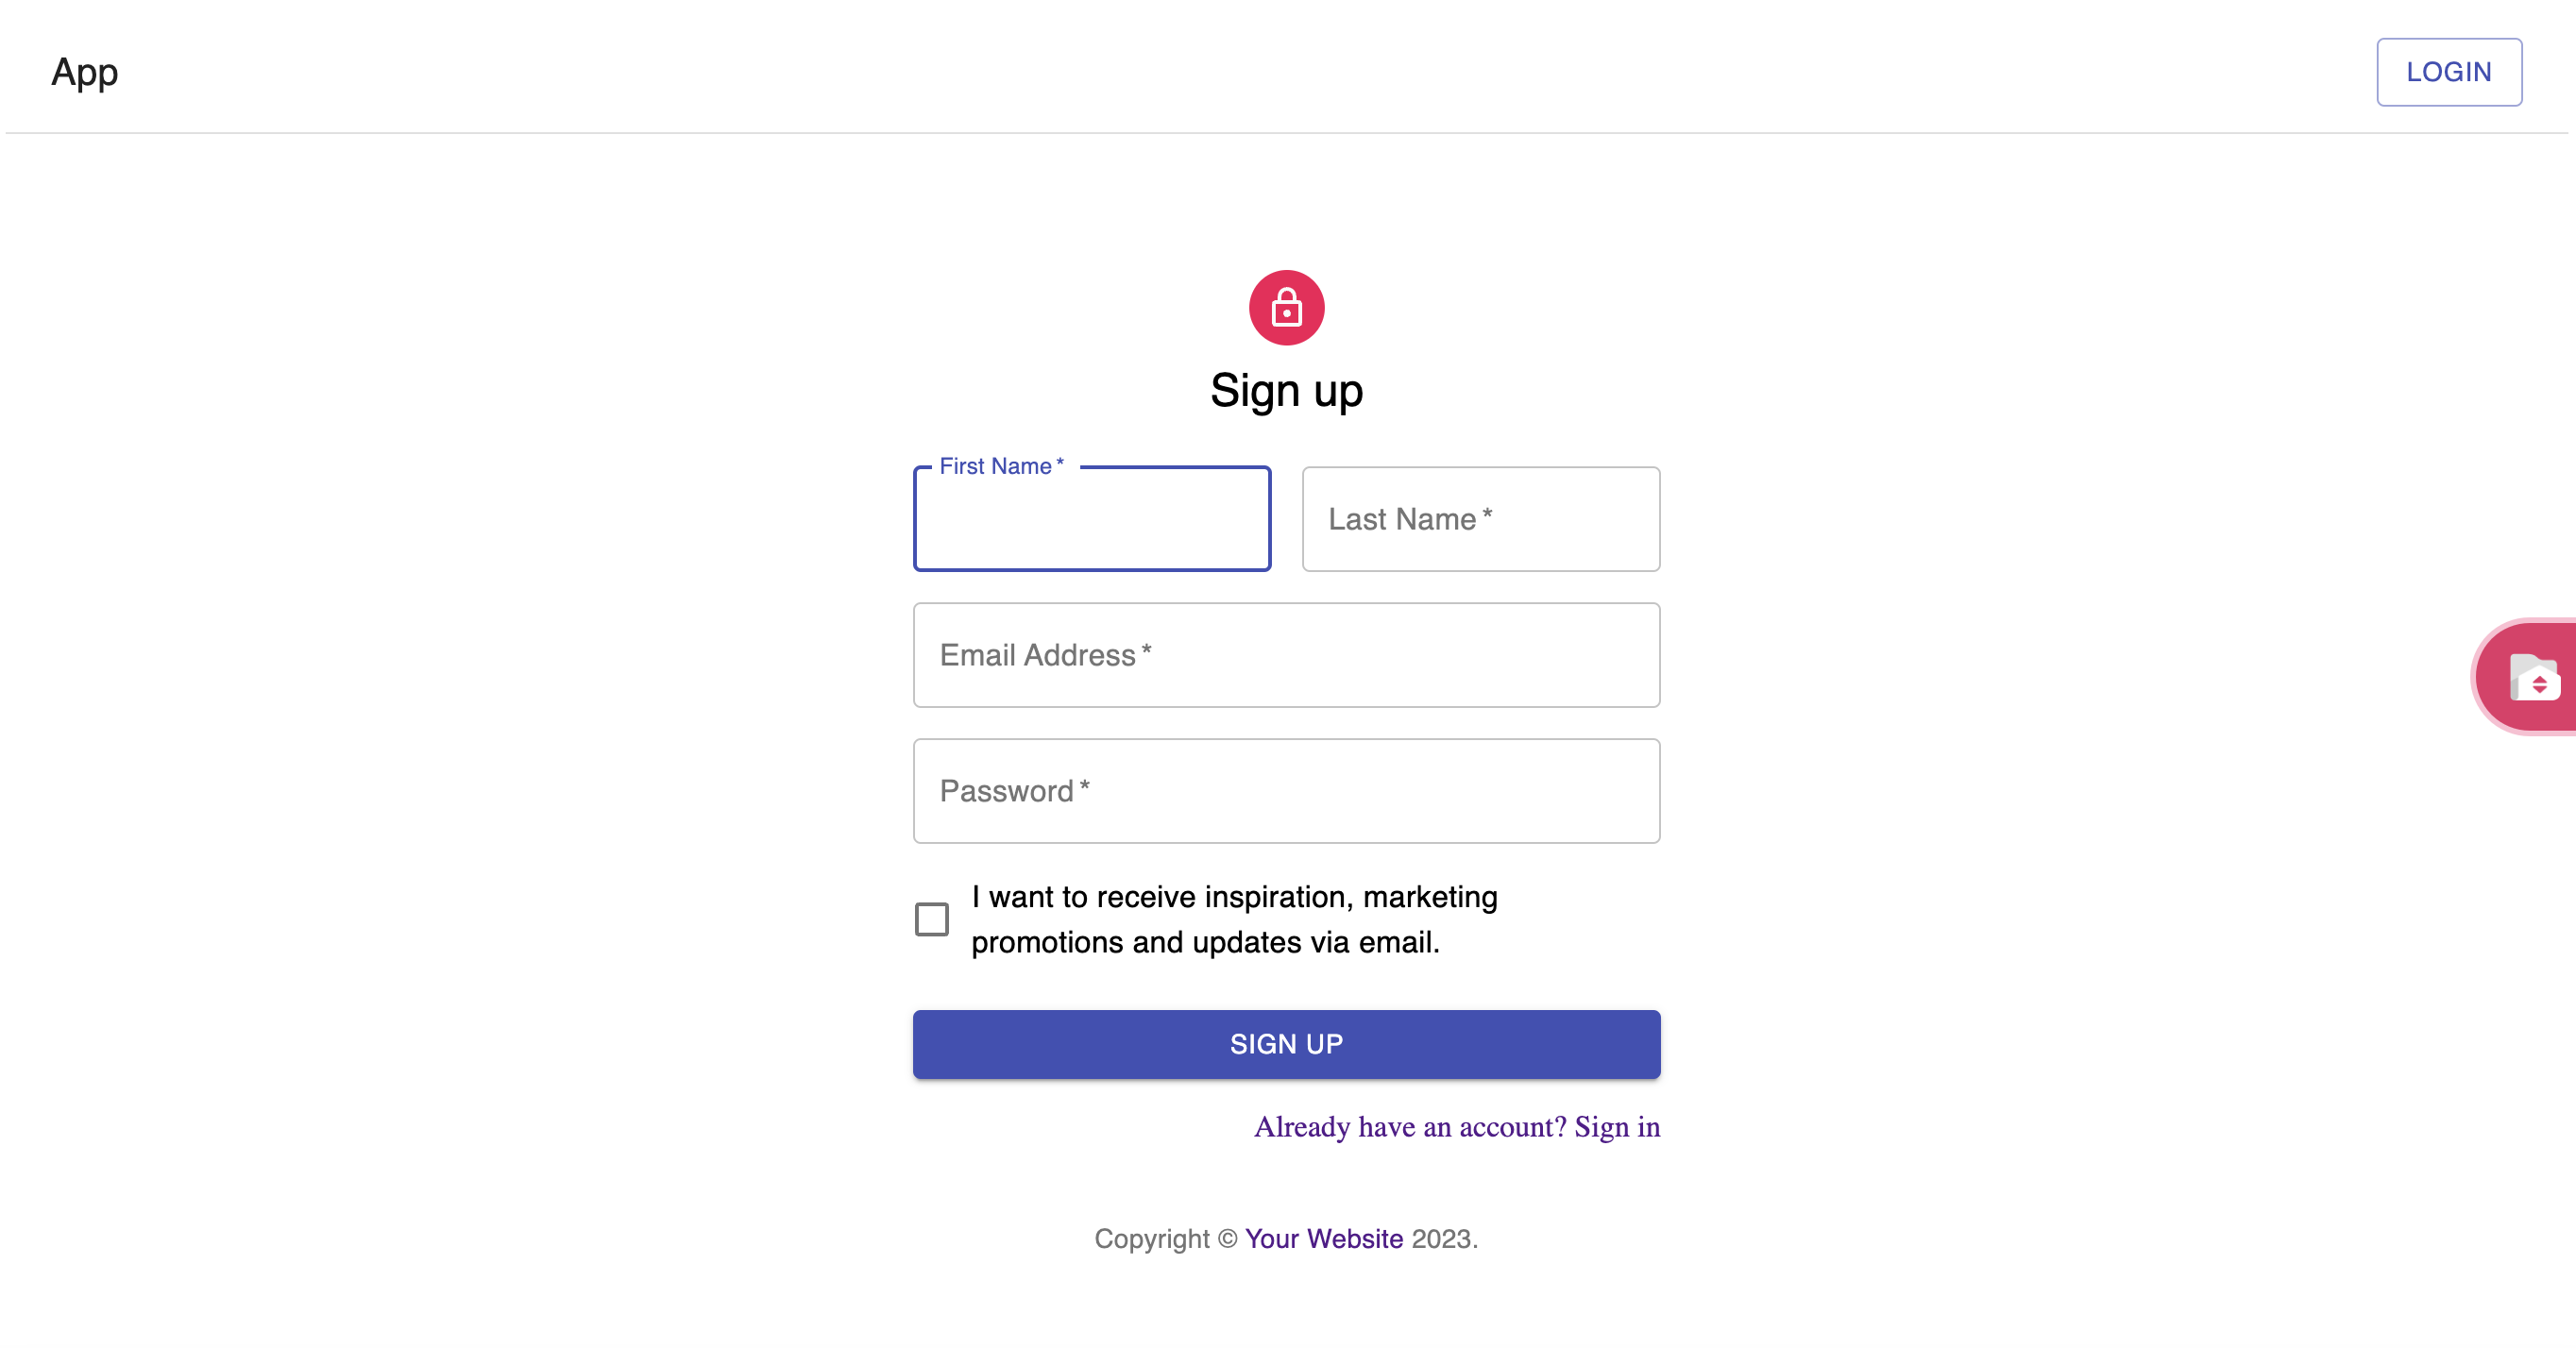 App
LOGIN
Sign up
First Name *
Last Name *
Email Address *
Password *
I want to receive inspiration, marketing
promotions and updates via email.
SIGN UP
Already have an account? Sign in
Copyright © Your Website 2023.